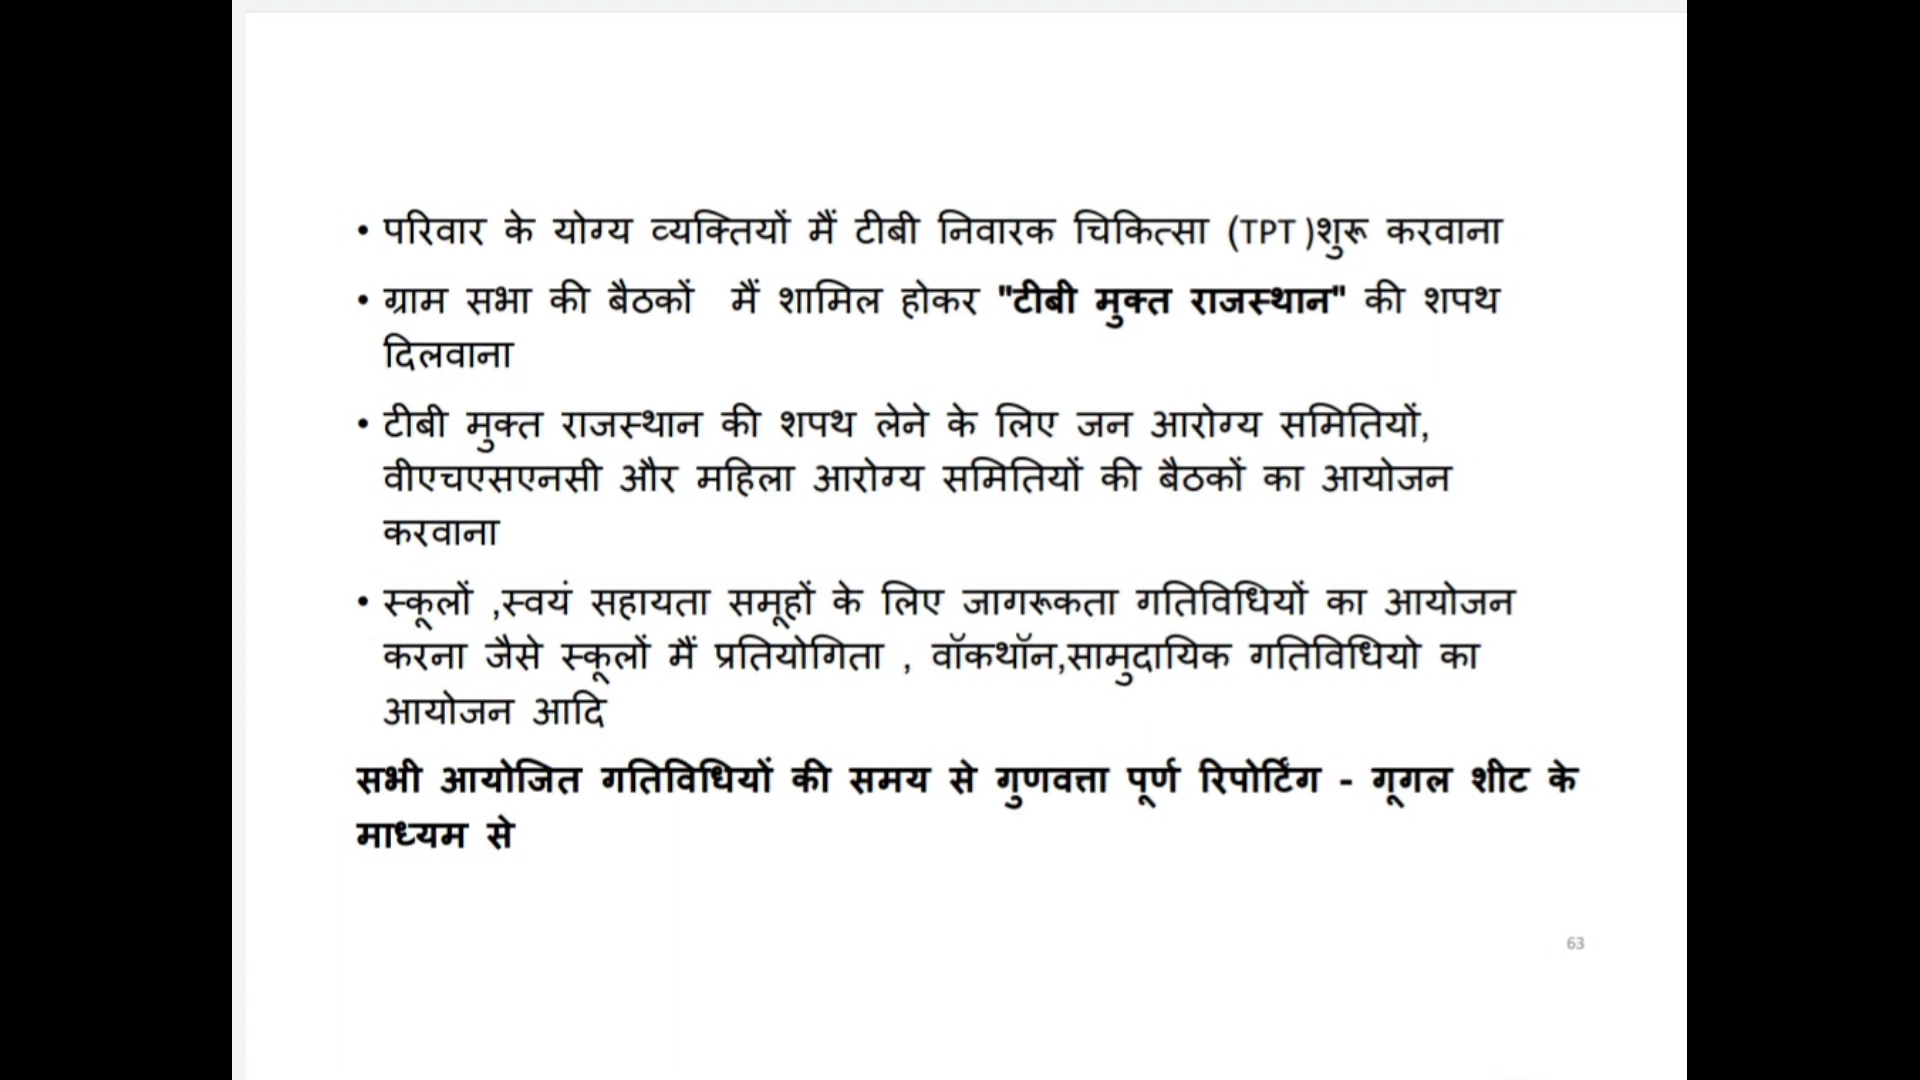 • परिवार के योग्य व्यक्तियों मैं टीबी निवारक चिकित्सा (TPT )शुरू करवाना
• ग्राम सभा की बैठकों  मैं शामिल होकर "टीबी मुक्त राजस्थान" की शपथ
दिलवाना
• टीबी मुक्त राजस्थान की शपथ लेने के लिए जन आरोग्य समितियों,
वीएचएसएनसी और महिला आरोग्य समितियों की बैठकों का आयोजन
करवाना
• स्कूलों ,स्वयं सहायता समूहों के लिए जागरूकता गतिविधियों का आयोजन
करना जैसे स्कूलों मैं प्रतियोगिता , वॉकथॉन,सामुदायिक गतिविधियो का
आयोजन आदि
सभी आयोजित गतिविधियों की समय से गुणवत्ता पूर्ण रिपोर्टिंग - गूगल शीट के
माध्यम से
63